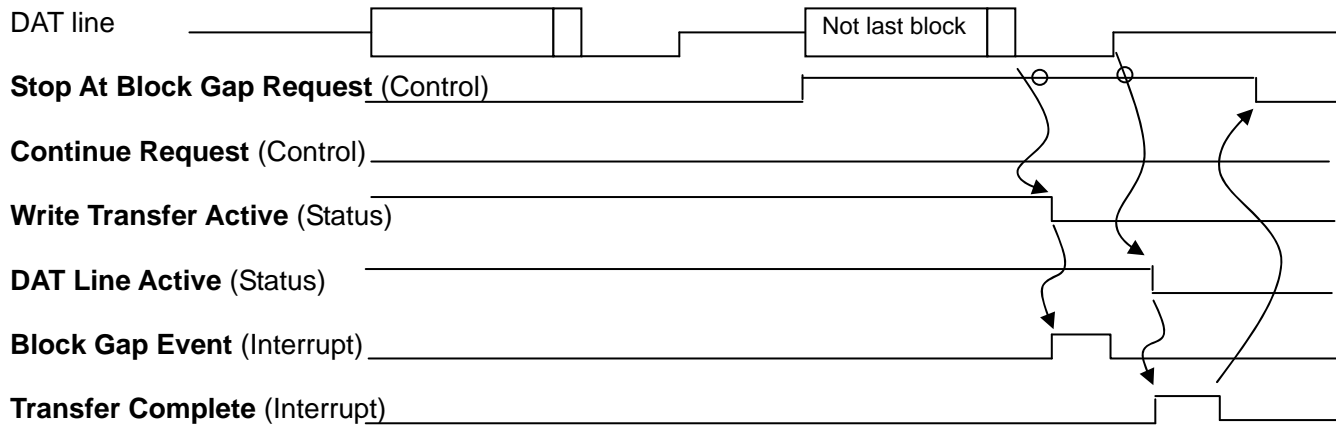 DAT line
Not last block
Stop At Block Gap Request (Control)
Continue Request (Control)
Write Transfer Active (Status)
DAT Line Active (Status)
Block Gap Event (Interrupt)
Transfer Complete (Interrupt)